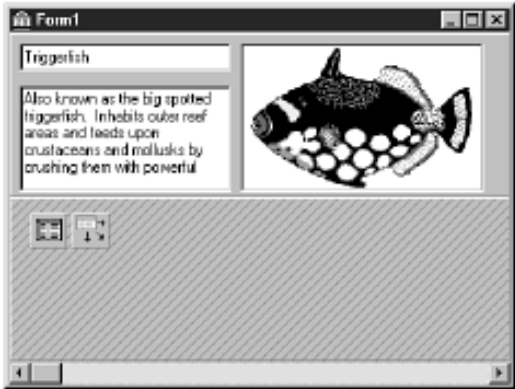 Form1
Triggerfish
Also known as the big spotted
triggerfish. Inhabits outer reef
areas and feeds upon
crustaceans and mollusks by
crushing them with powerful